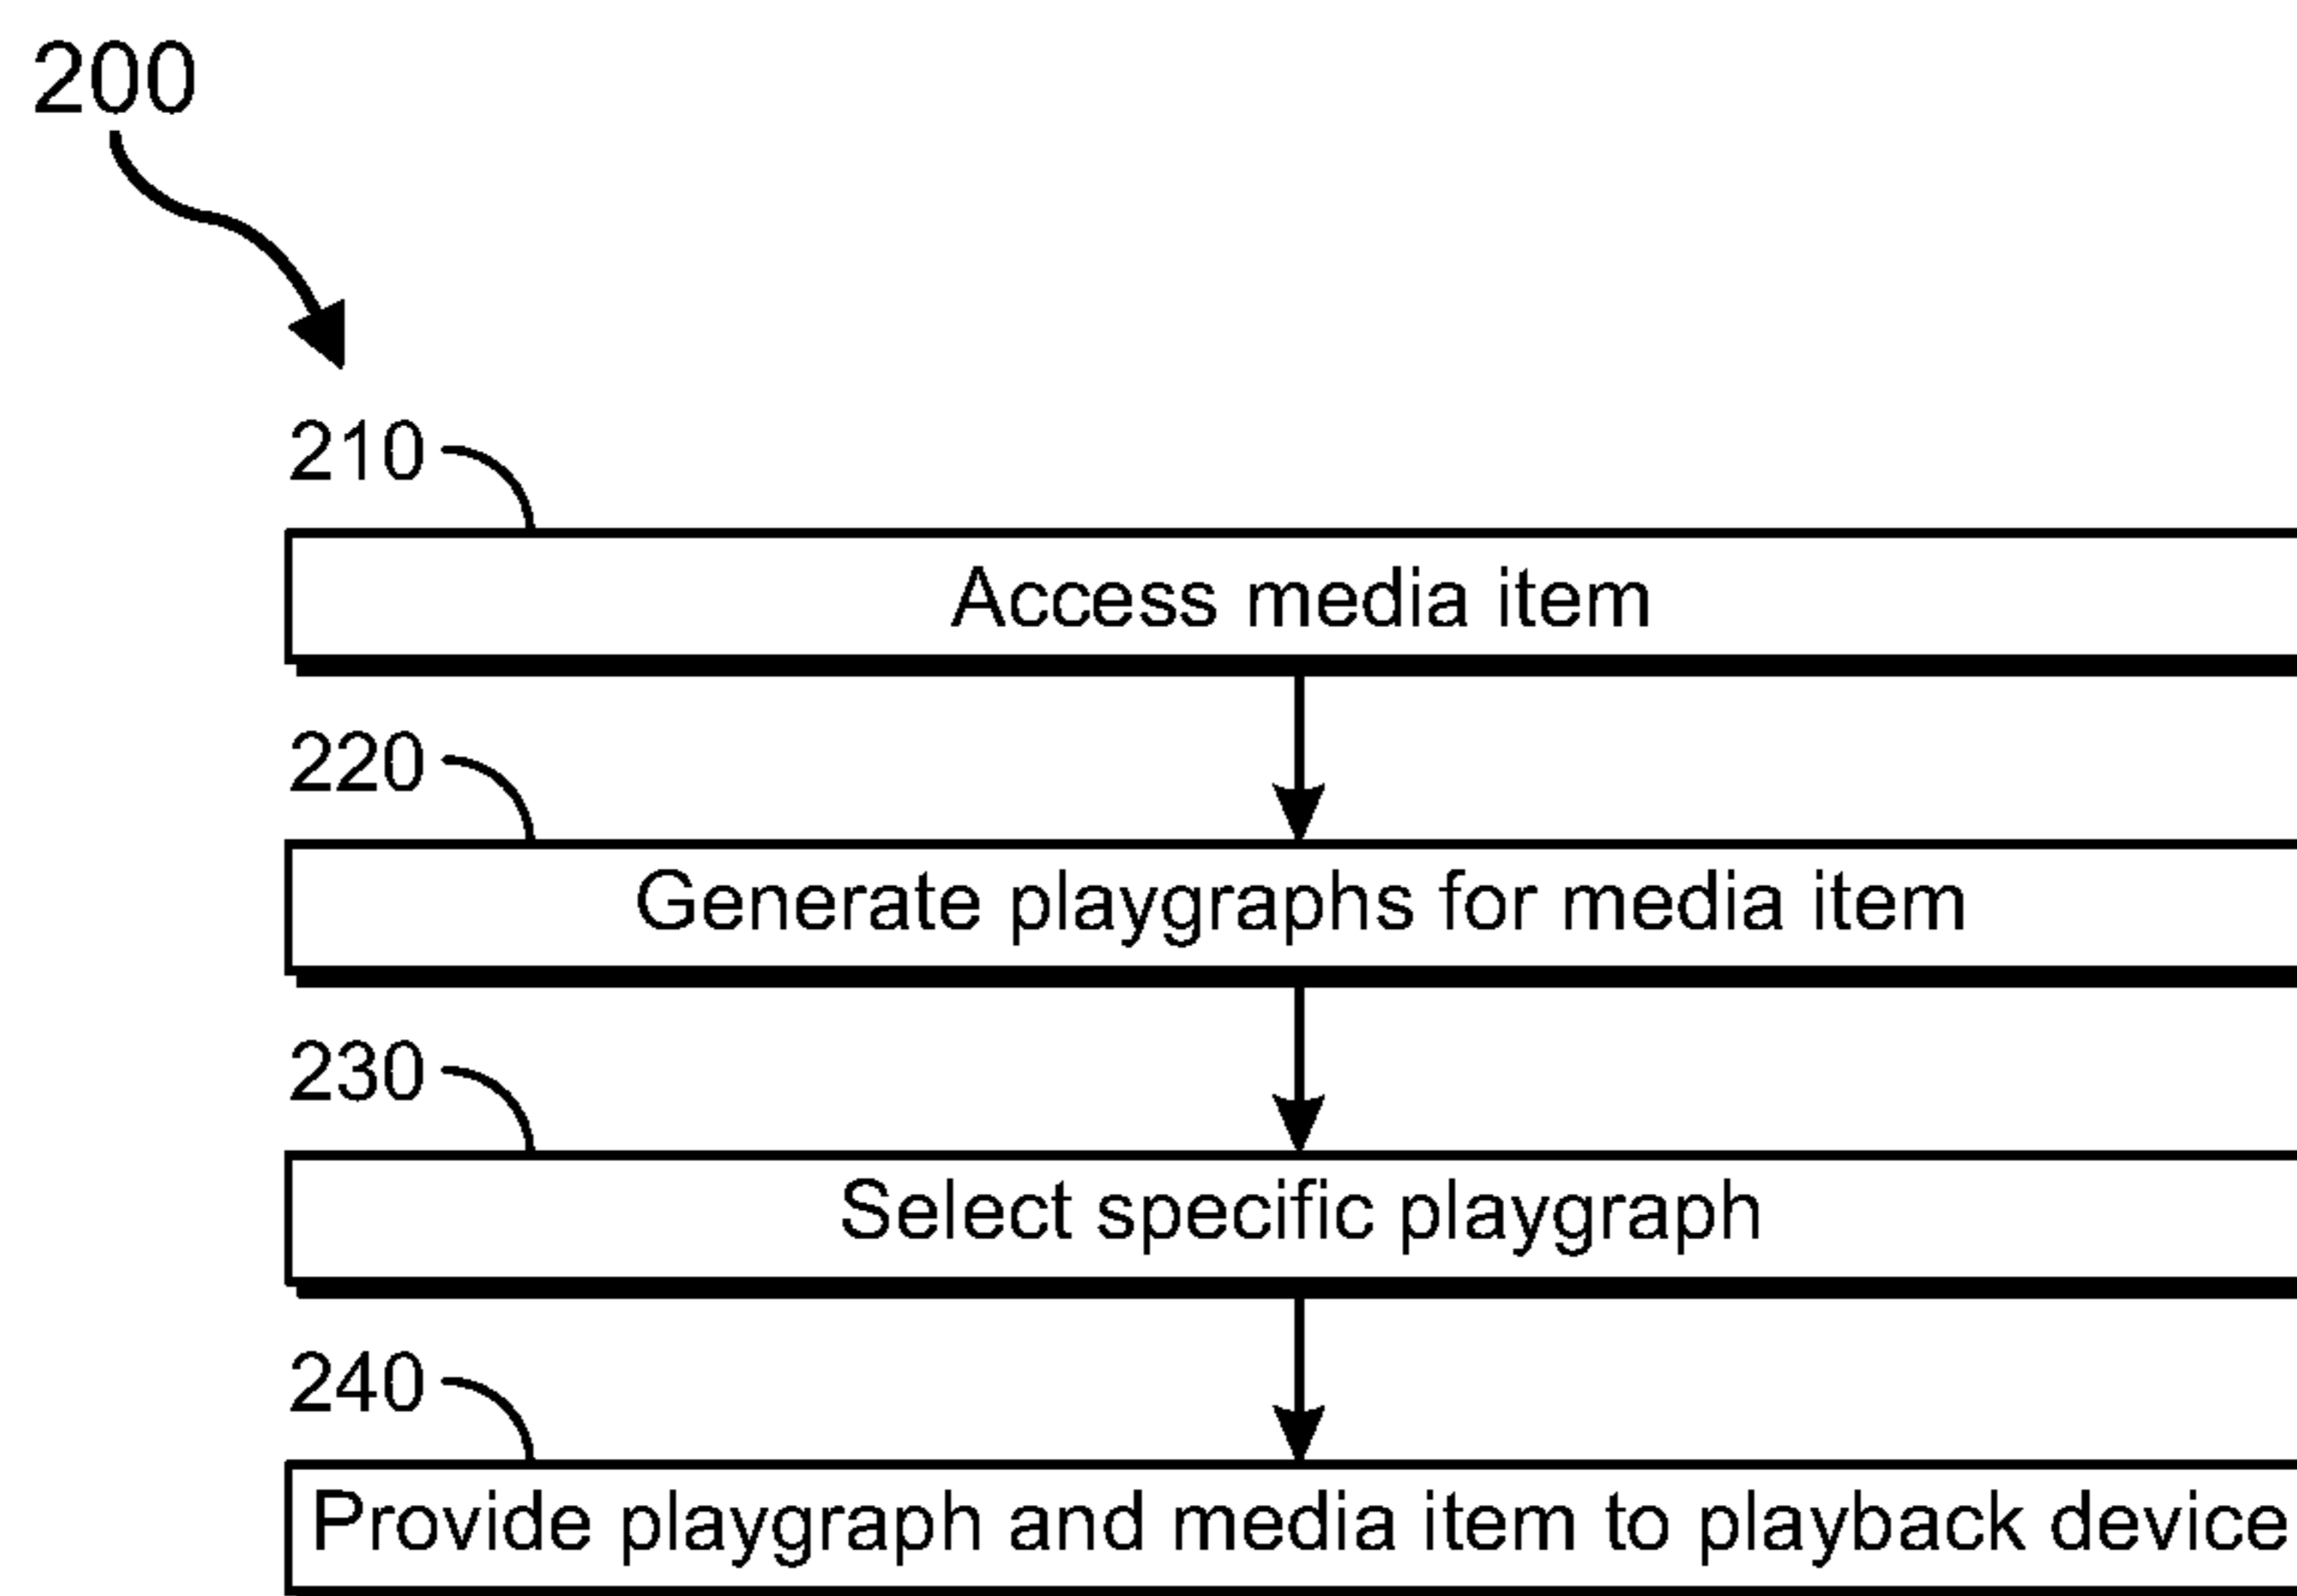 200
210
Access media item
220
Generate playgraphs for media item
230
Select specific playgraph
240
Provide playgraph and media item to playback device